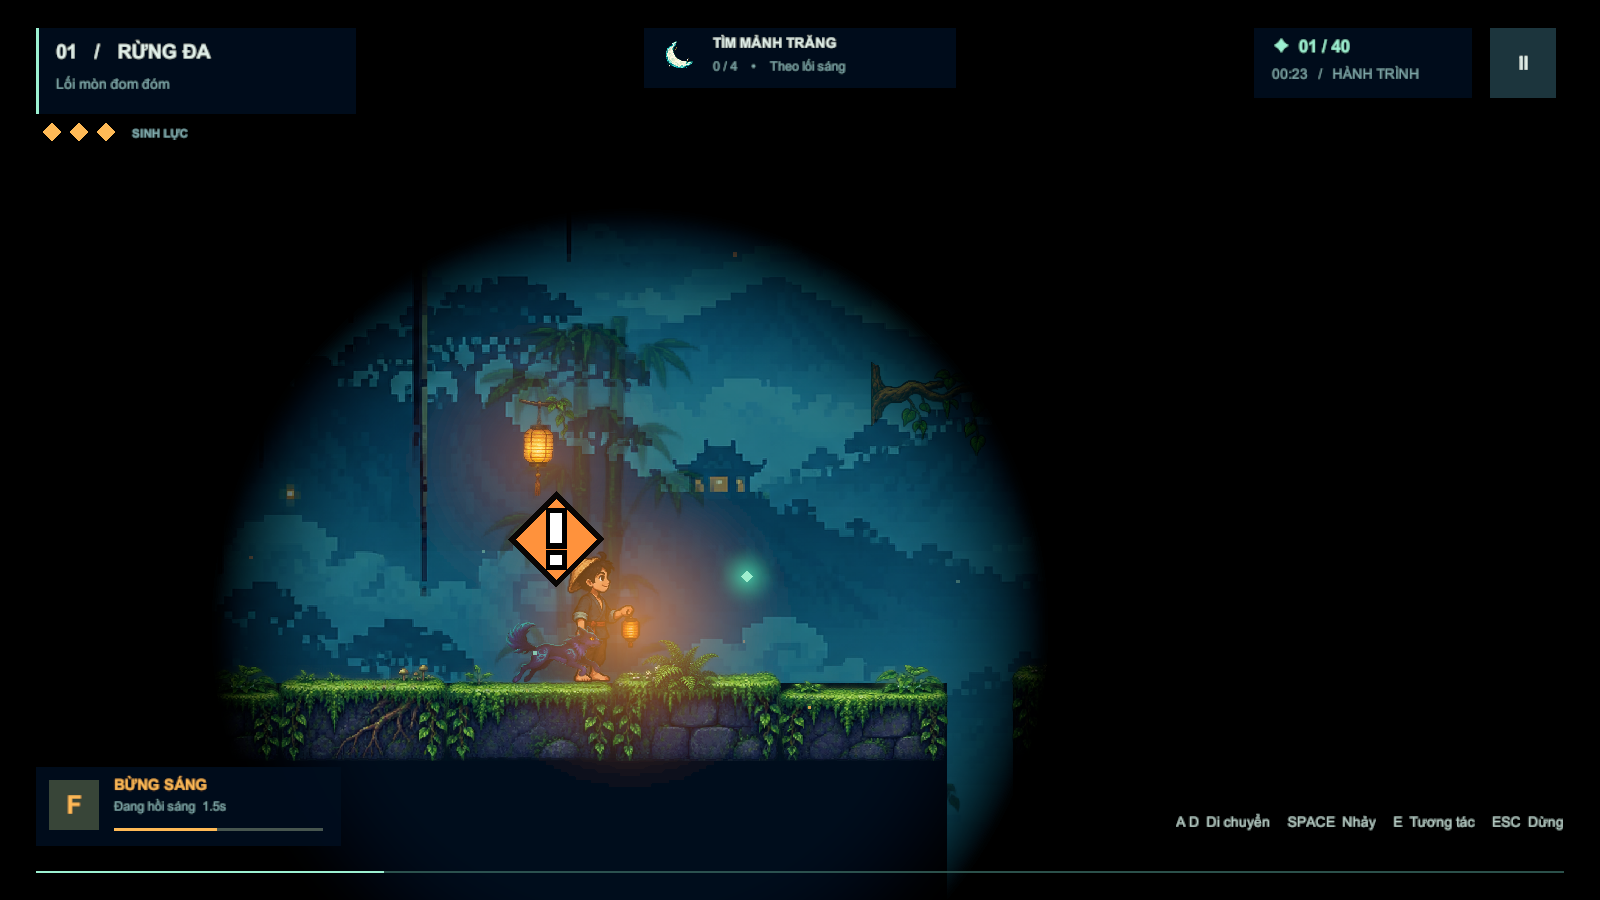 01 / RỪNG ĐA
Lối mòn đom đóm
SINH LỰC
TÌM MẢNH TRĂNG
0 / 4 • Theo lối sáng
01 / 40
00:23 / HÀNH TRÌNH
F
BỪNG SÁNG
Đang hồi sáng 1.5s
A D Di chuyển SPACE Nhảy E Tương tác ESC Dừng